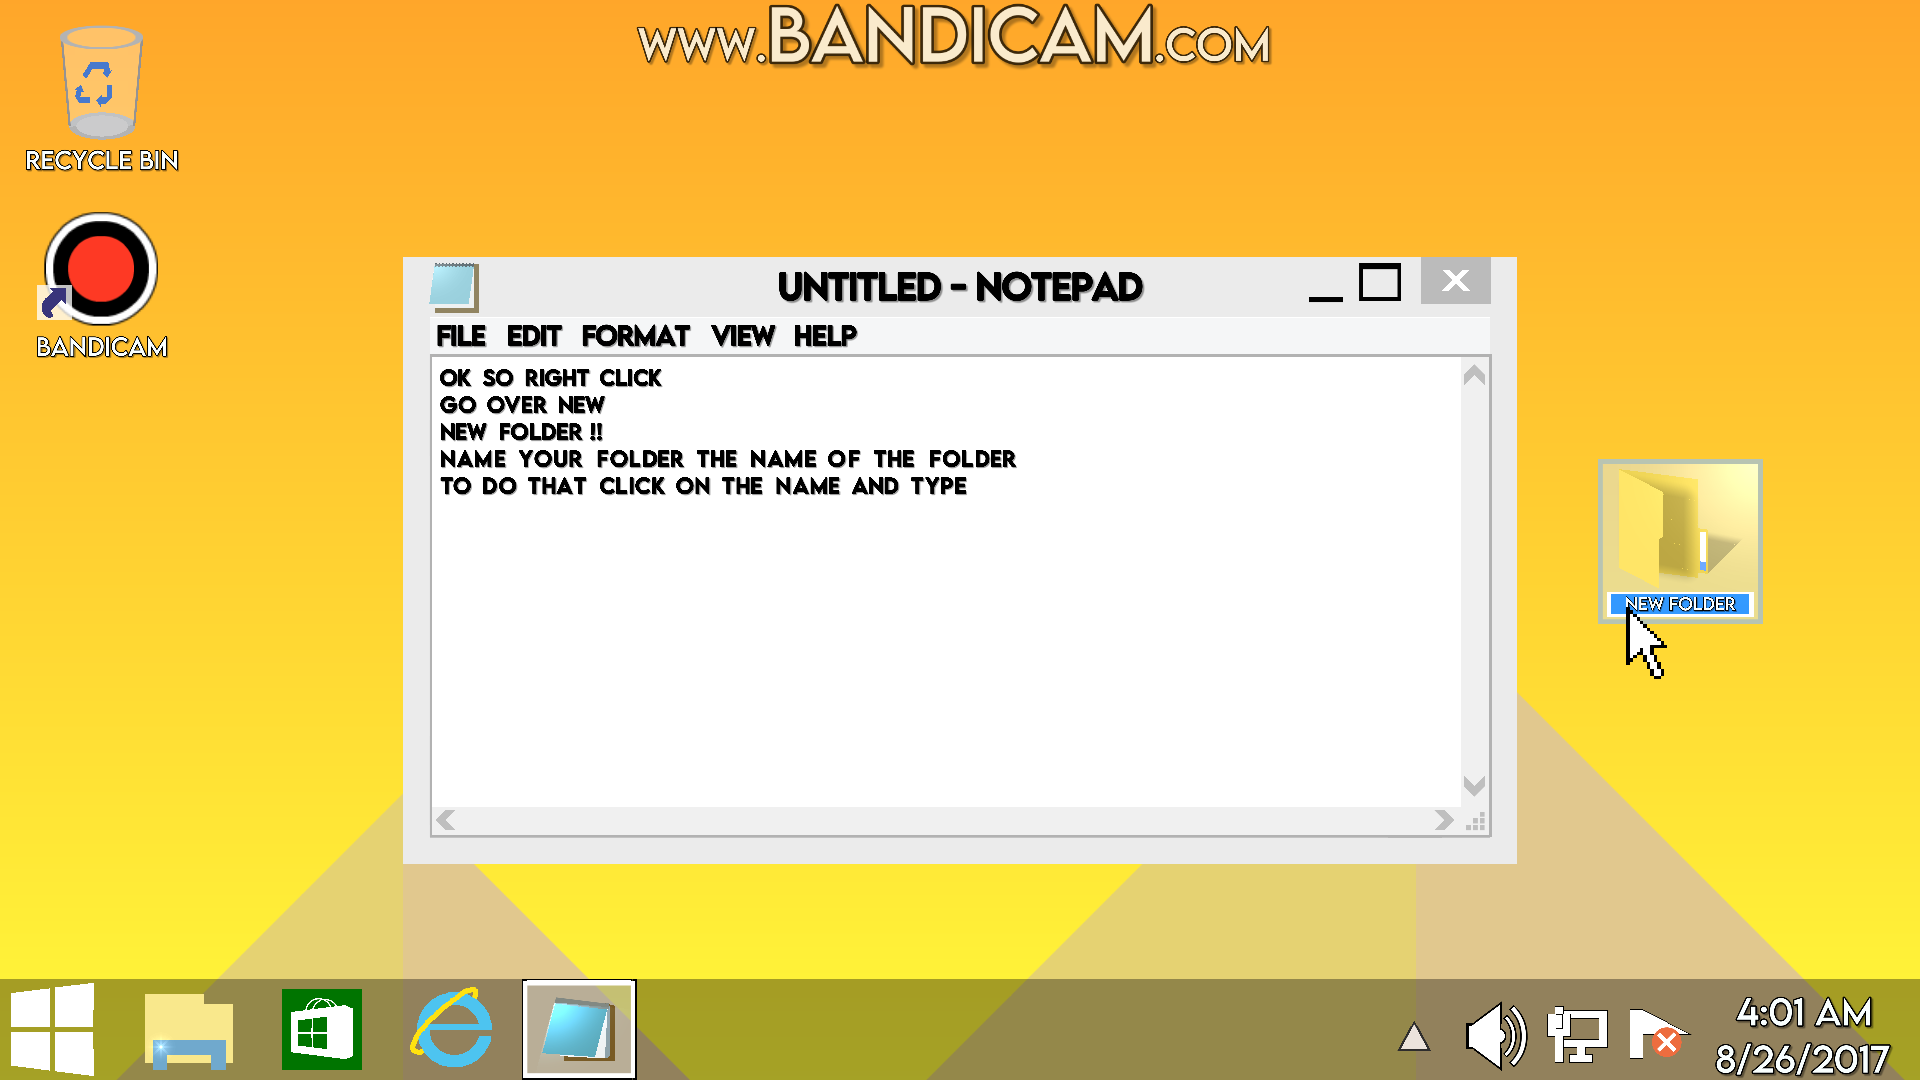 WWW.BANDICAM.COM
RECYCLE BIN
BANDICAM
UNTITLED - NOTEPAD
FILE EDIT FORMAT VIEW HELP
OK SO RIGHT CLICK
GO OVER NEW
NEW FOLDER !!
NAME YOUR FOLDER THE NAME OF THE FOLDER
TO DO THAT CLICK ON THE NAME AND TYPE
NEW FOLDER
4:01 AM
8/26/2017